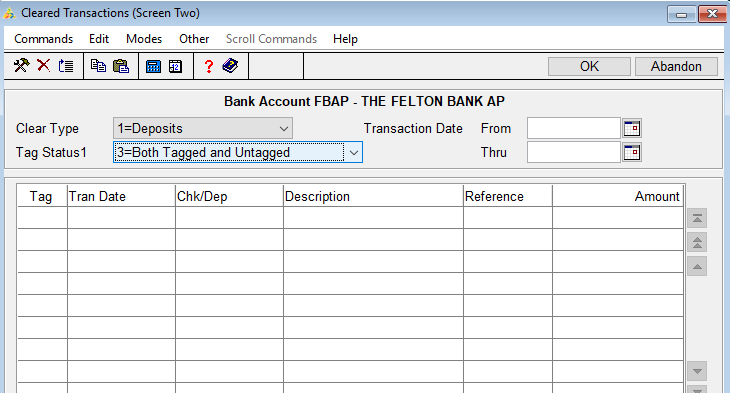 Cleared Transactions (Screen Two)
Commands Edit Modes Other Scroll Commands Help
? OK Abandon
Bank Account FBAP - THE FELTON BANK AP
Clear Type 1=Deposits Transaction Date From
Tag Status1 3=Both Tagged and Untagged Thru
Tag Tran Date Chk/Dep Description Reference Amount